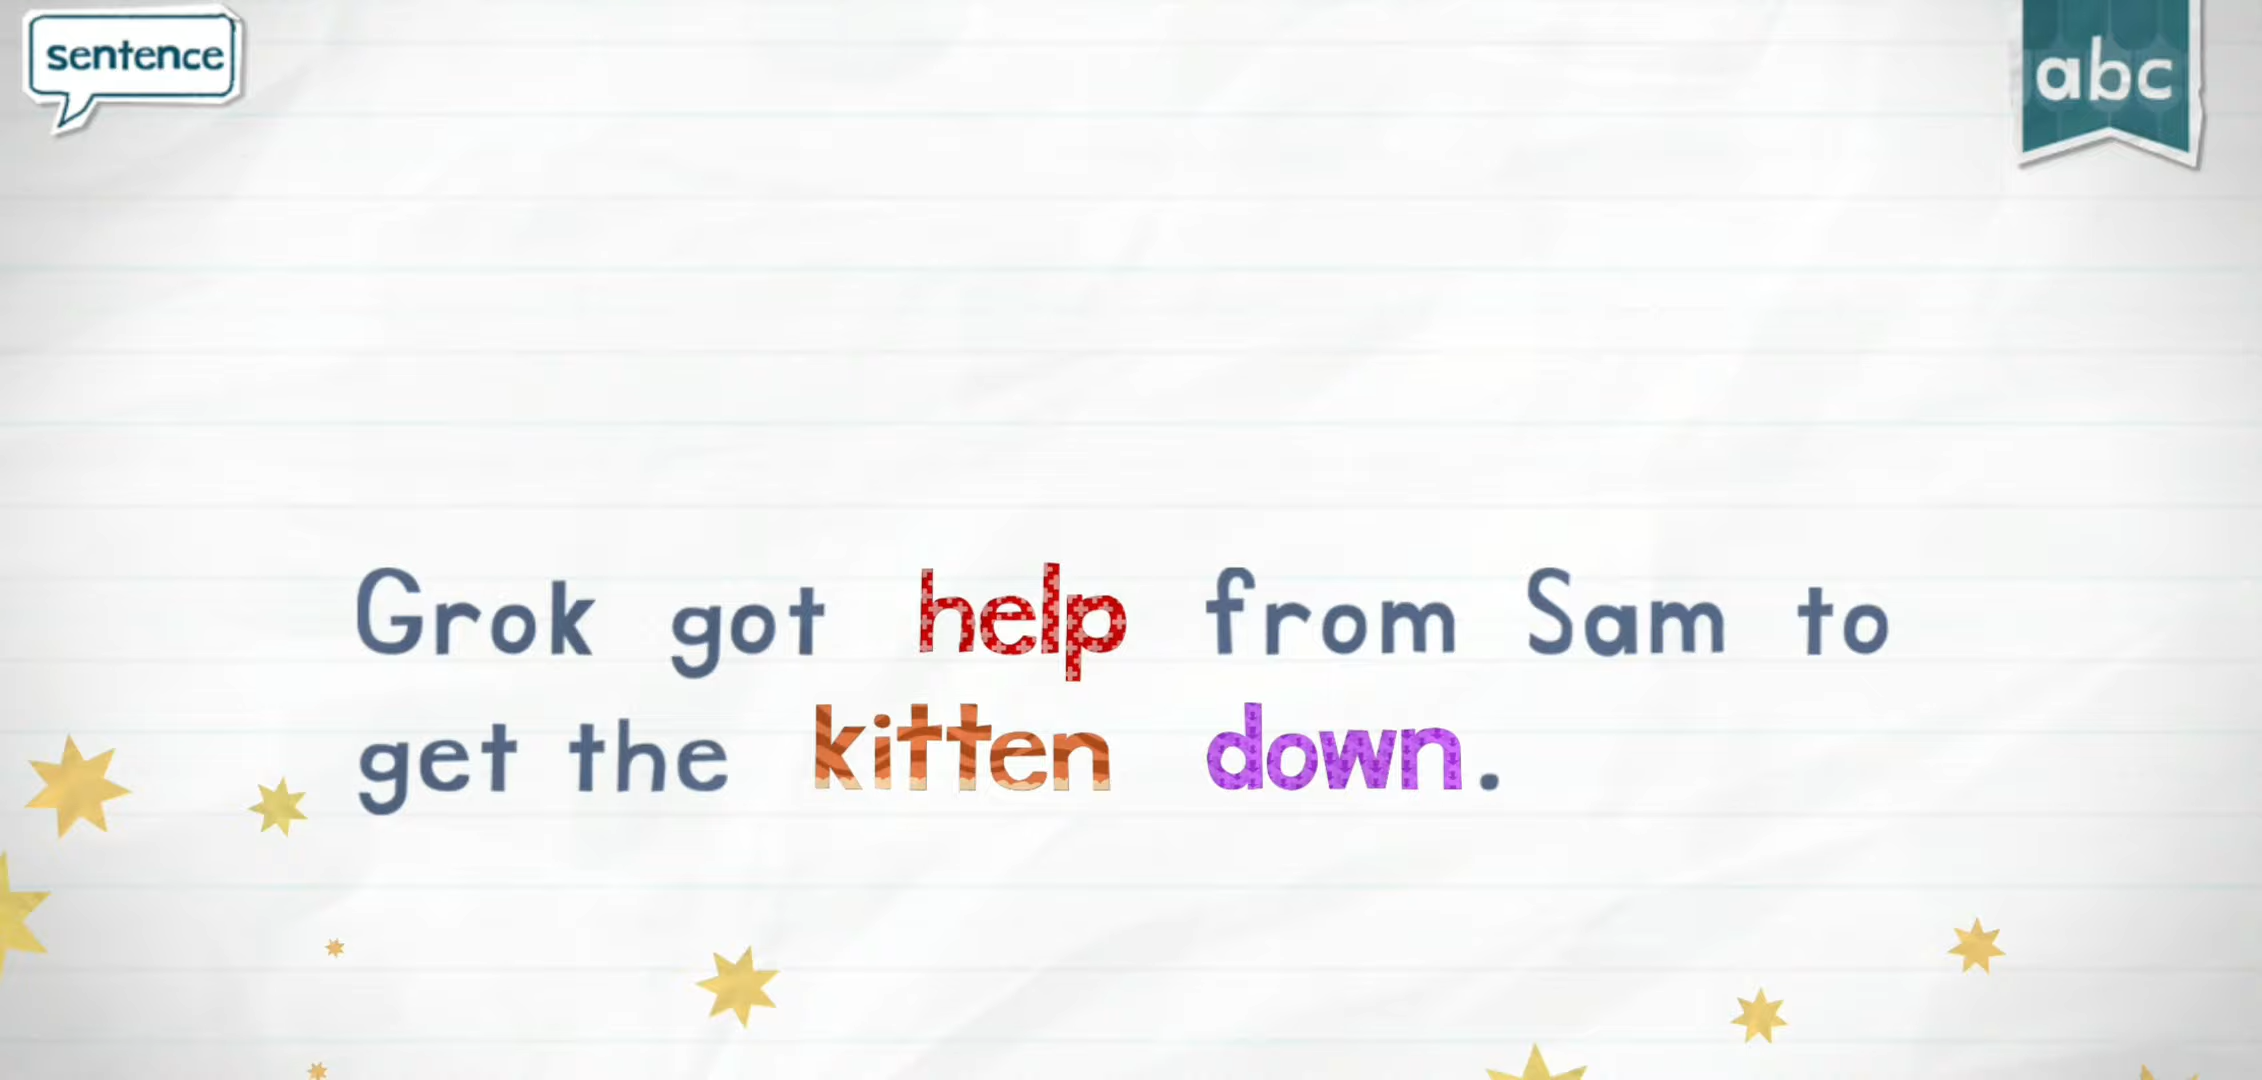 sentence
abc
Grok got help from Sam to
get the kitten down.